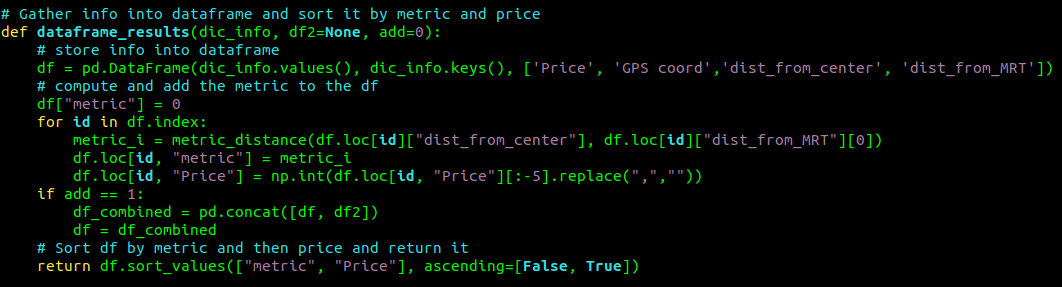 # Gather info into dataframe and sort it by metric and price
def dataframe_results(dic_info, df2=None, add=0):
    # store info into dataframe
    df = pd.DataFrame(dic_info.values(), dic_info.keys(), ['Price', 'GPS coord','dist_from_center', 'dist_from_MRT'])
    # compute and add the metric to the df
    df["metric"] = 0
    for id in df.index:
        metric_i = metric_distance(df.loc[id]["dist_from_center"], df.loc[id]["dist_from_MRT"][0])
        df.loc[id, "metric"] = metric_i
        df.loc[id, "Price"] = np.int(df.loc[id, "Price"][:-5].replace(",",""))
    if add == 1:
        df_combined = pd.concat([df, df2])
        df = df_combined
    # Sort df by metric and then price and return it
    return df.sort_values(["metric", "Price"], ascending=[False, True])